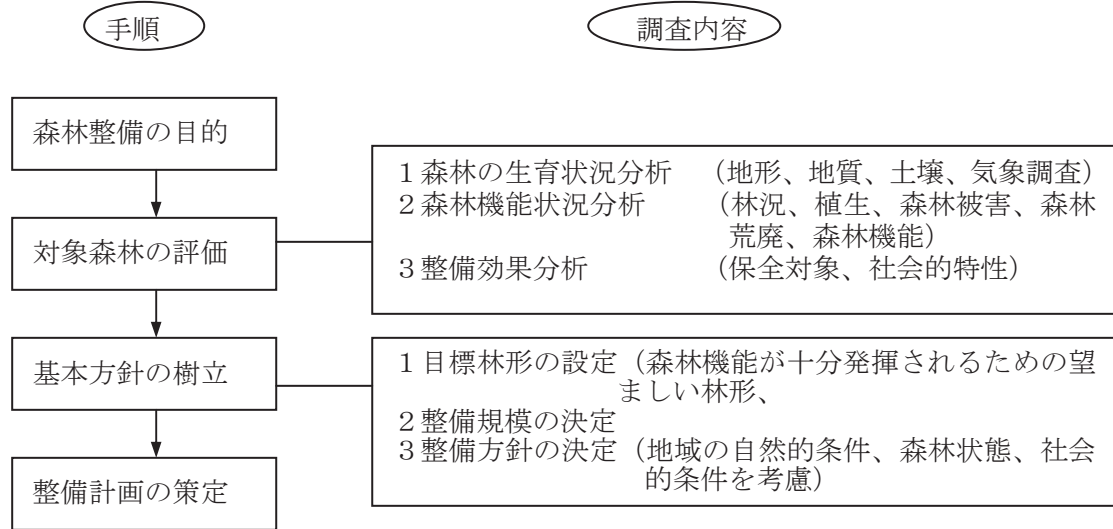 手順
調査内容
森林整備の目的
対象森林の評価
１森林の生育状況分析　（地形、地質、土壌、気象調査）
２森林機能状況分析　　（林況、植生、森林被害、森林
荒廃、森林機能）
３整備効果分析　　　　（保全対象、社会的特性）
基本方針の樹立
１目標林形の設定（森林機能が十分発揮されるための望
ましい林形、
２整備規模の決定
３整備方針の決定（地域の自然的条件、森林状態、社会
的条件を考慮）
整備計画の策定